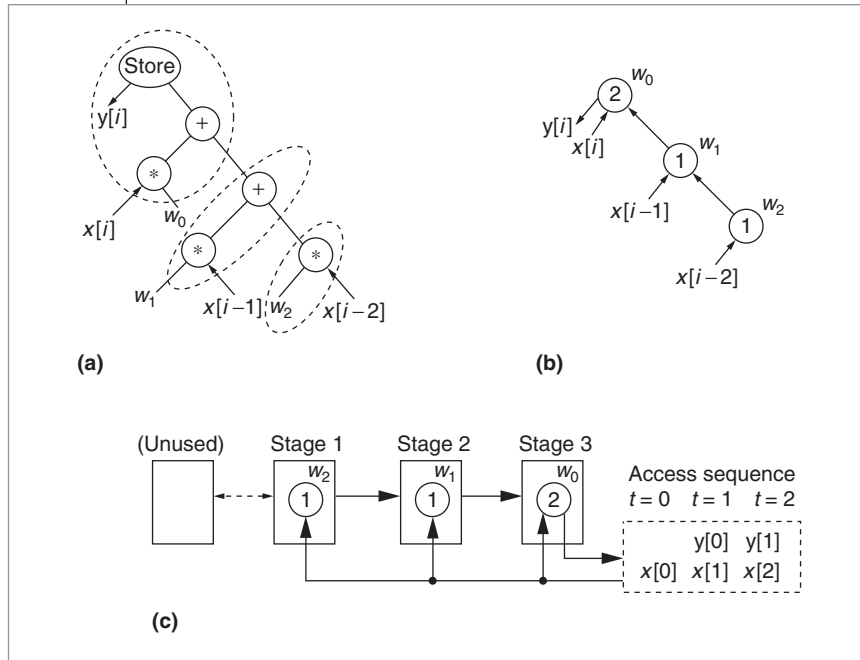 Store
y[i]
+
*
x[i]
w0
+
*
*
w1
x[i–1]
w2
x[i–2]
(a)
w0
2
y[i]
x[i]
w1
1
x[i–1]
w2
1
x[i–2]
(b)
(Unused)
Stage 1
Stage 2
Stage 3
w2
w1
w0
1
1
2
Access sequence
t = 0 t = 1 t = 2
y[0] y[1]
x[0] x[1] x[2]
(c)